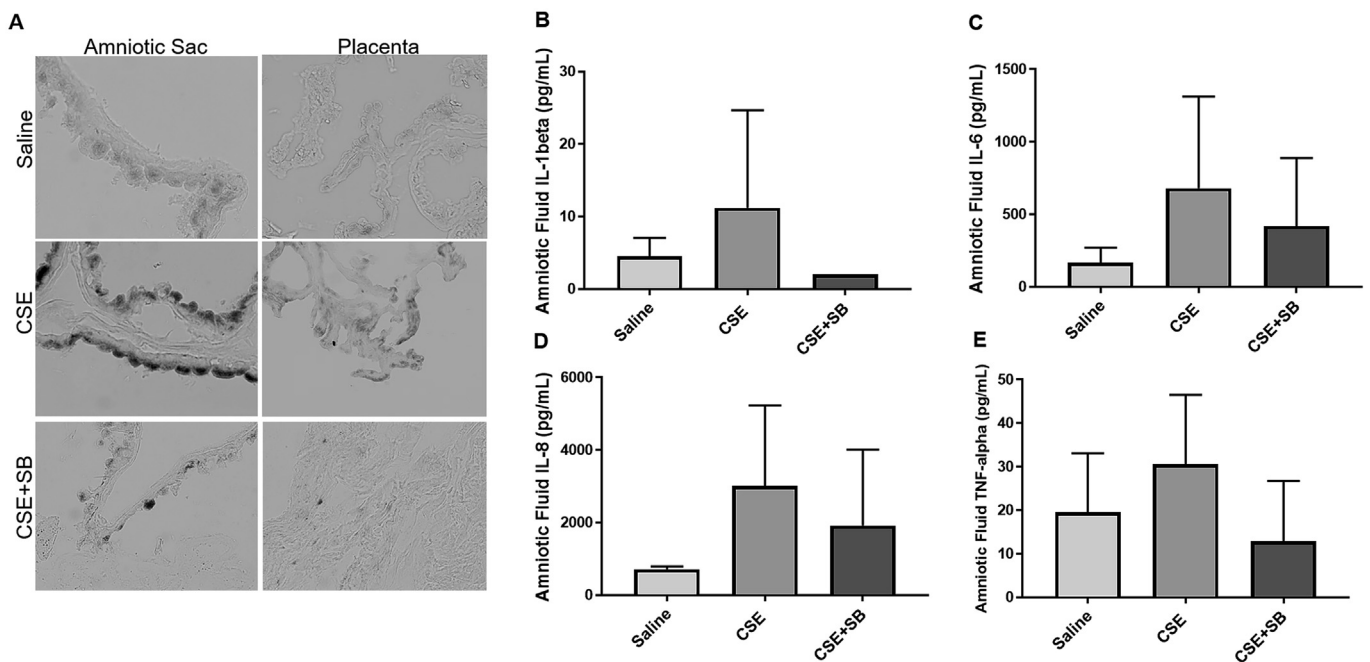 A
Amniotic Sac
Placenta
Saline
CSE
CSE+SB
B
Amniotic Fluid IL-1beta (pg/mL)
30
20
10
0
Saline
CSE
CSE+SB
C
Amniotic Fluid IL-6 (pg/mL)
1500
1000
500
0
Saline
CSE
CSE+SB
D
Amniotic Fluid IL-8 (pg/mL)
6000
4000
2000
0
Saline
CSE
CSE+SB
E
Amniotic Fluid TNF-alpha (pg/mL)
50
40
30
20
10
0
Saline
CSE
CSE+SB